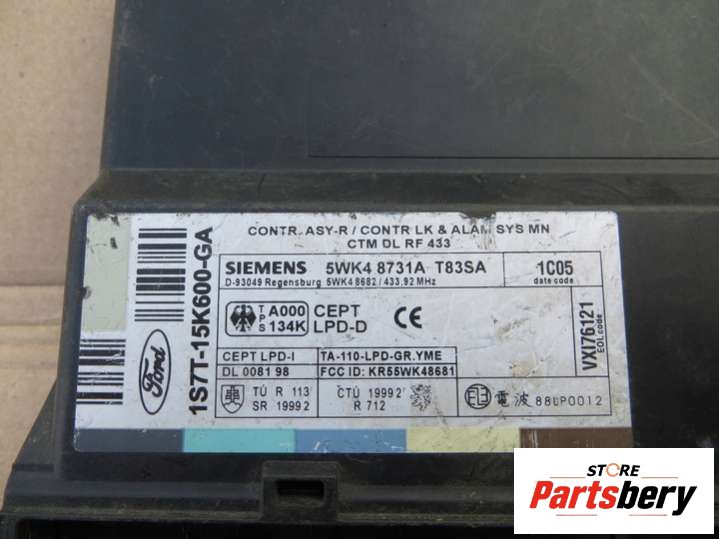 CONTR. ASY-R / CONTR LK & ALAM SYS MN
CTM DL RF 433
SIEMENS 5WK4 8731A T83SA 1C05
D-93049 Regensburg 5WK4 8682 / 433,92 MHz date code
T P S A000 134K
CEPT
LPD-D
CE
CEPT LPD-I TA-110-LPD-GR.YME
DL 0081 98 FCC ID: KR55WK48681
TÚ R 113
SR 1999 2
ČTÚ 1999 2
R 712
電波 88LP0012
VXI76121
EOL code
1S7T-15K600-GA
Ford
STORE
Partsbery